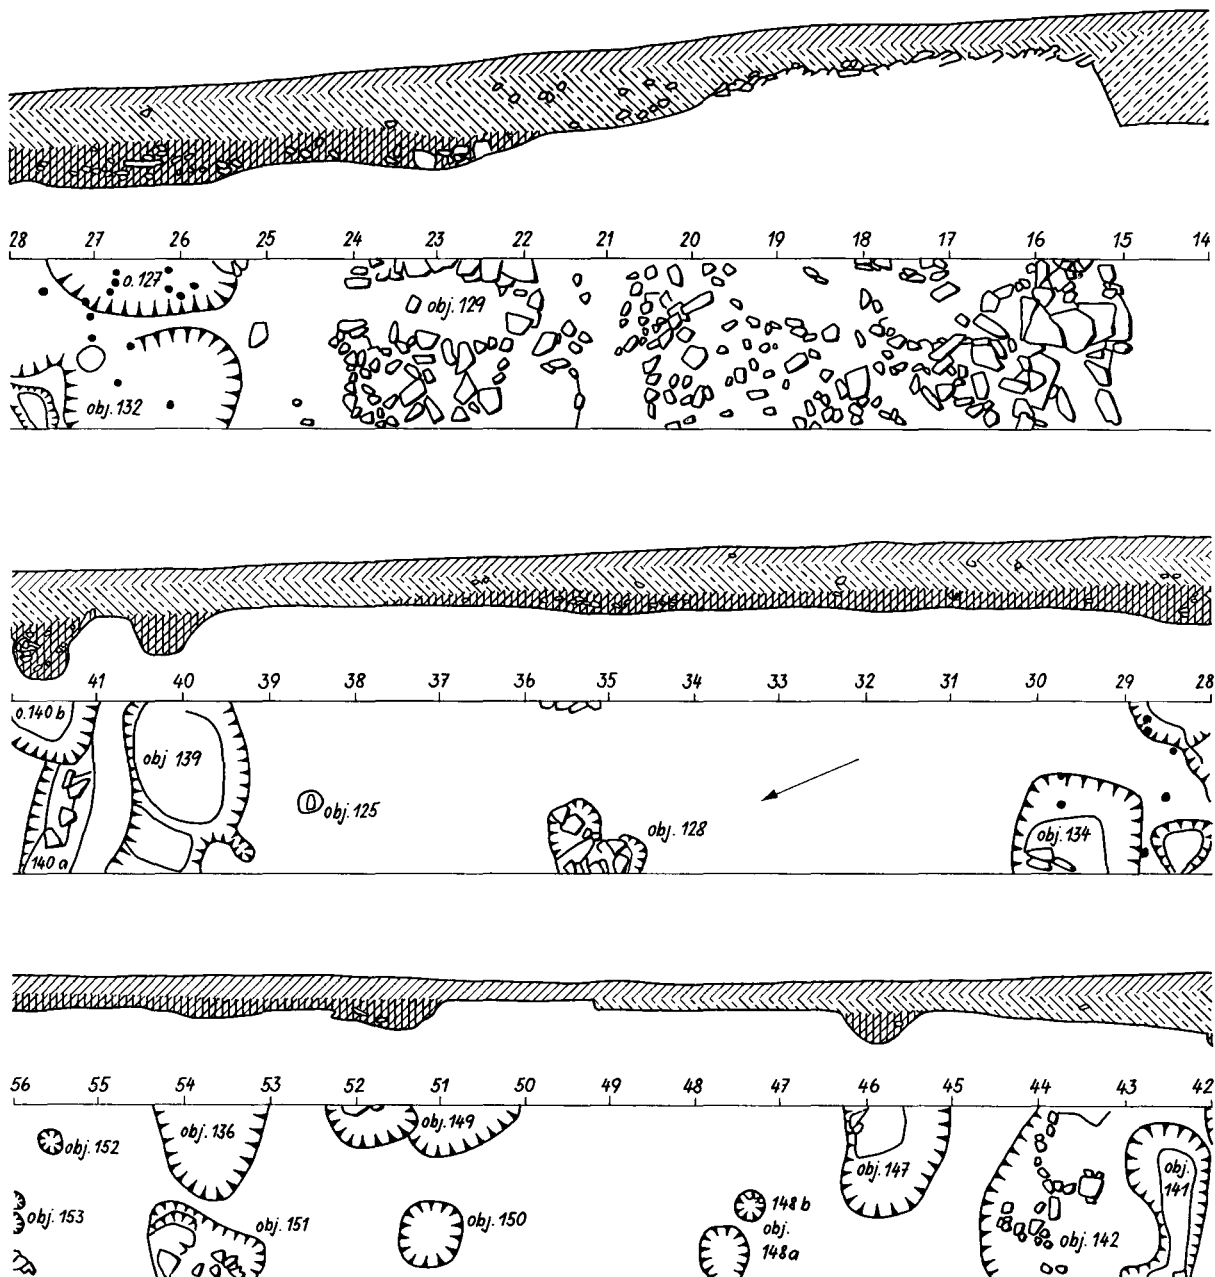 28 27 26 25 24 23 22 21 20 19 18 17 16 15 14
o. 127
obj. 129
obj. 132
41 40 39 38 37 36 35 34 33 32 31 30 29 28
o. 140 b
obj 139
obj. 125
obj. 128
obj. 134
140 a
56 55 54 53 52 51 50 49 48 47 46 45 44 43 42
obj. 136
obj. 149
obj. 152
obj. 147
obj. 141
148 b
obj. 153
obj. 151
obj. 150
obj. 148 a
obj. 142